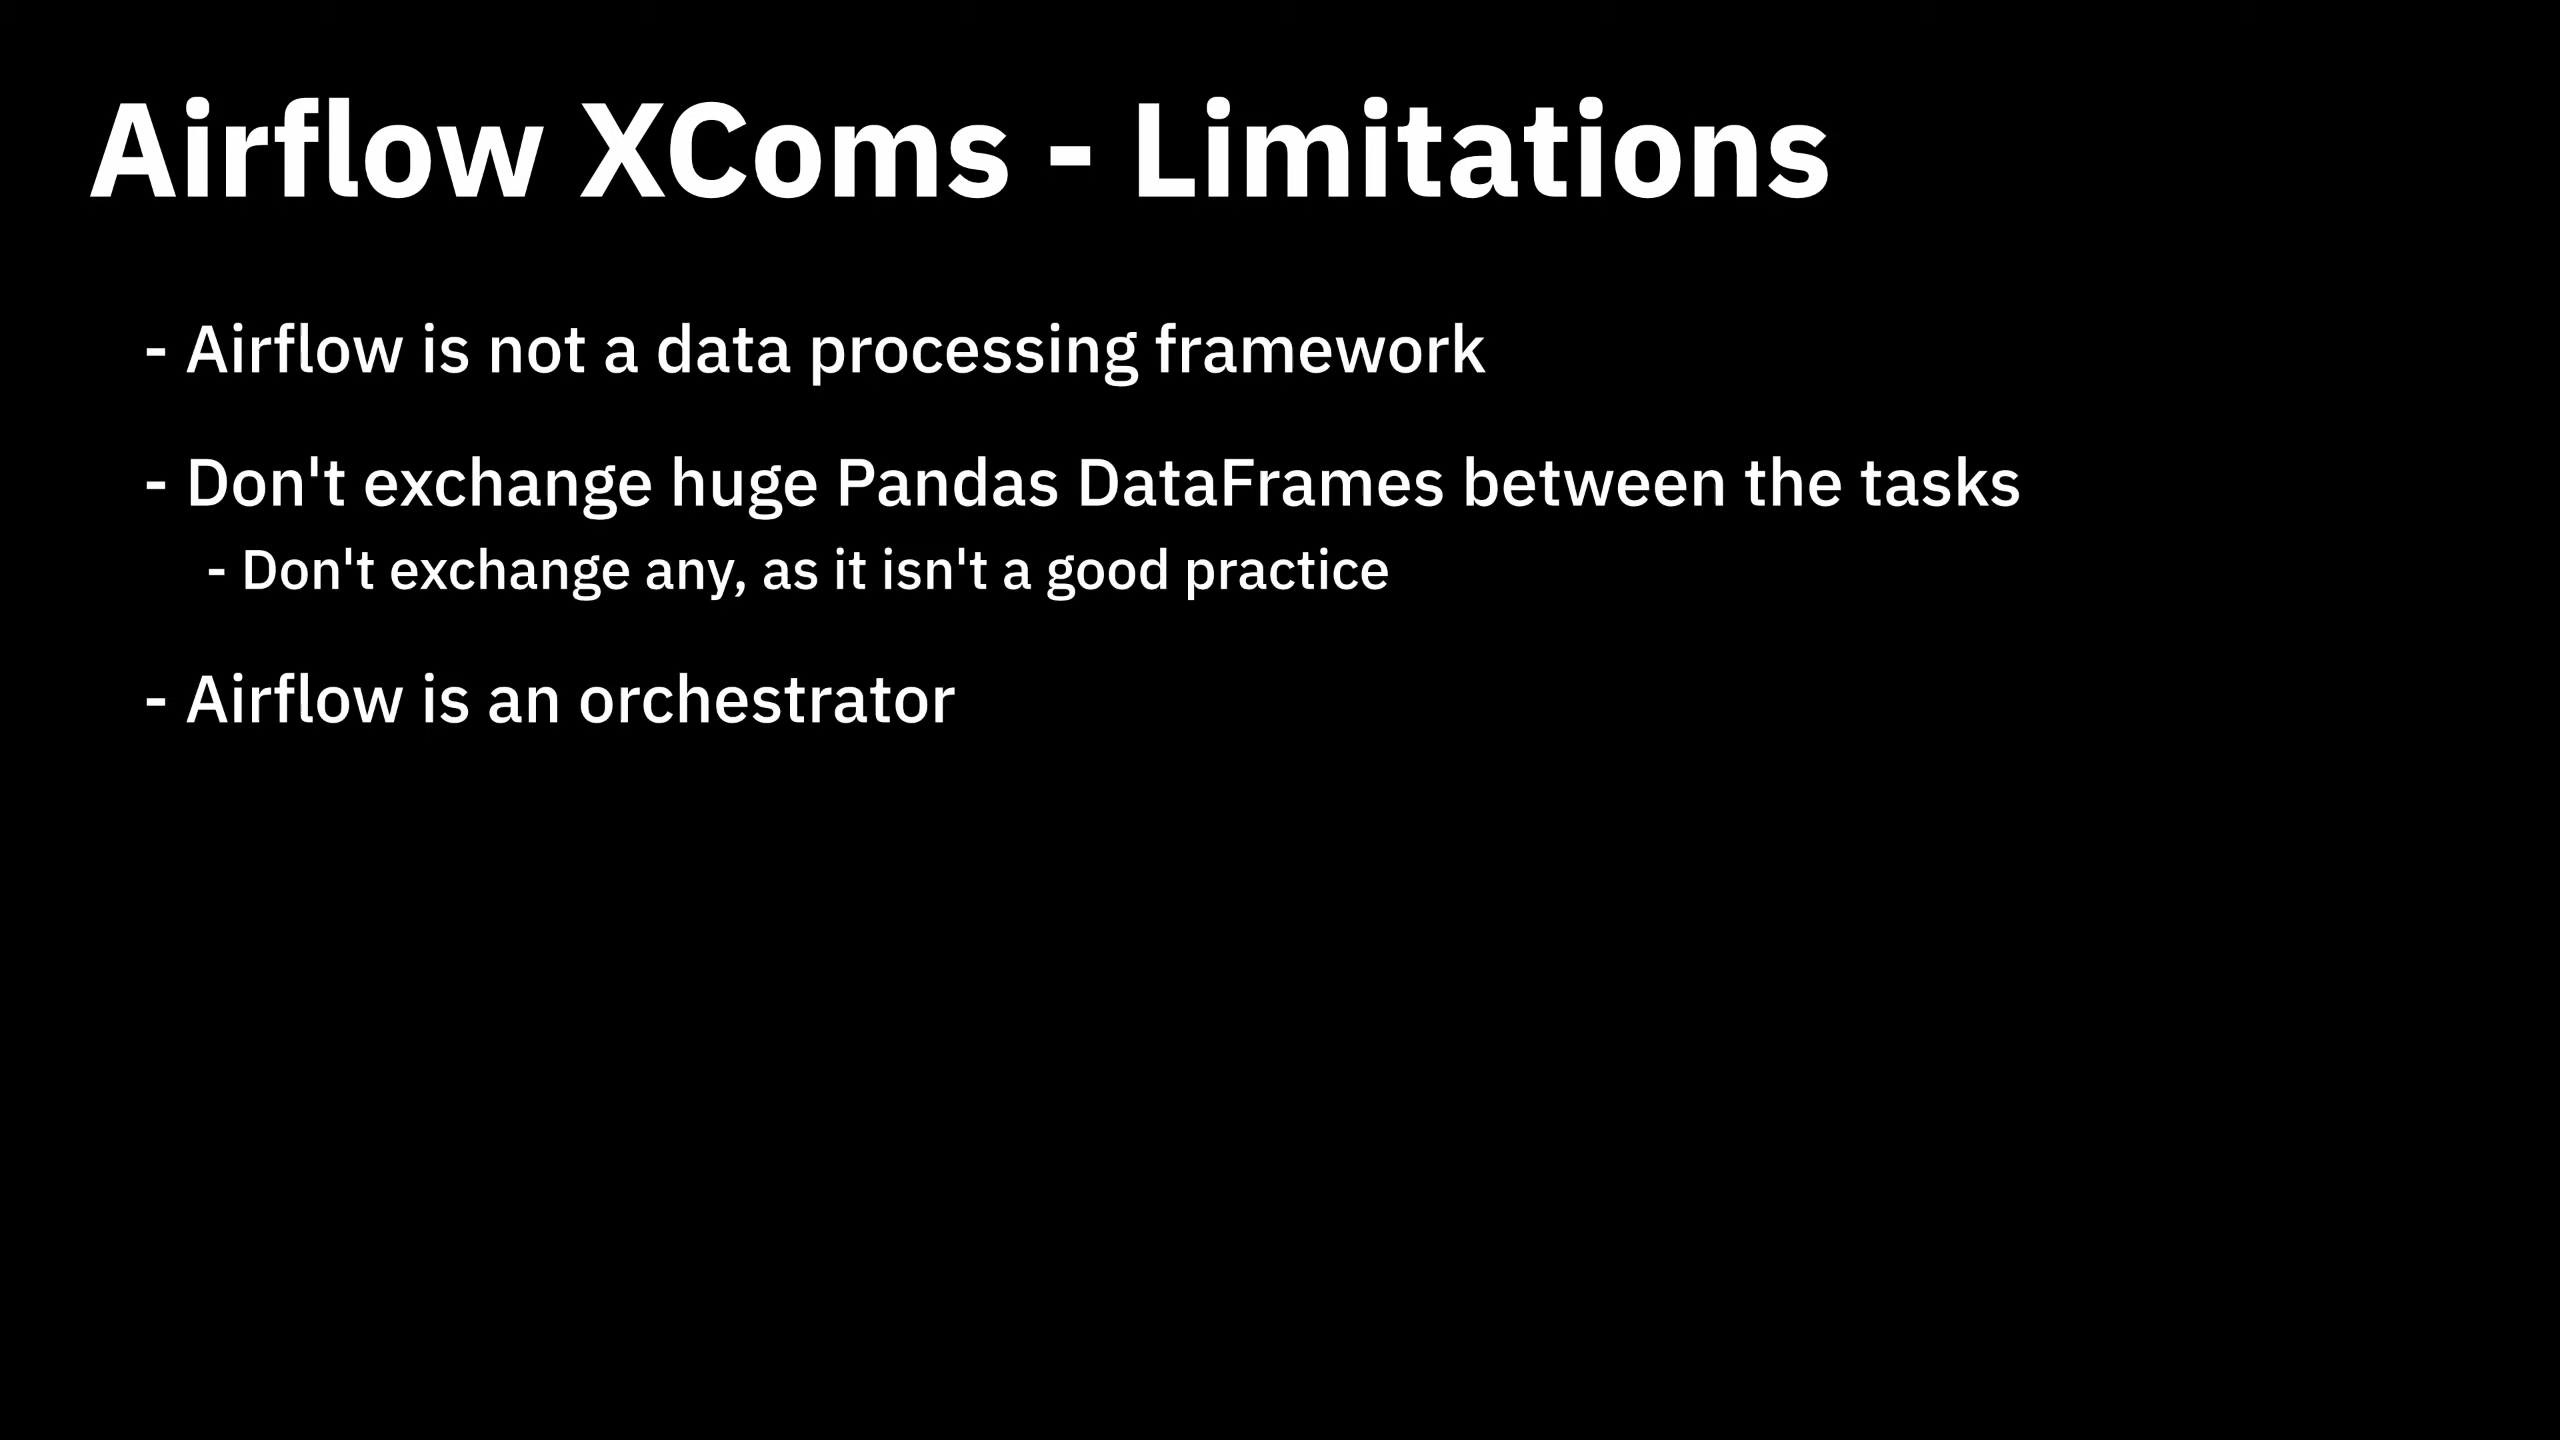 Airflow XComs - Limitations
- Airflow is not a data processing framework
- Don't exchange huge Pandas DataFrames between the tasks
- Don't exchange any, as it isn't a good practice
- Airflow is an orchestrator